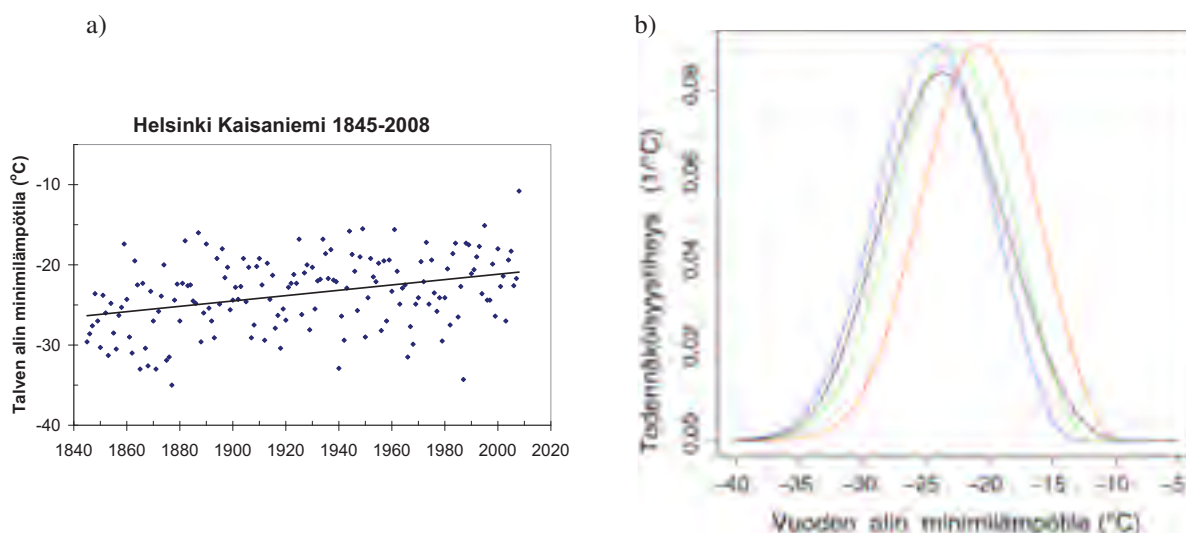 a)
Helsinki Kaisaniemi 1845-2008
Talven alin minimilämpötila (°C)
-10
-20
-30
-40
1840 1860 1880 1900 1920 1940 1960 1980 2000 2020
b)
Todennäköisyystiheys (1/°C)
0.08
0.06
0.04
0.02
0.00
-40 -35 -30 -25 -20 -15 -10 -5
Vuoden alin minimilämpötila (°C)